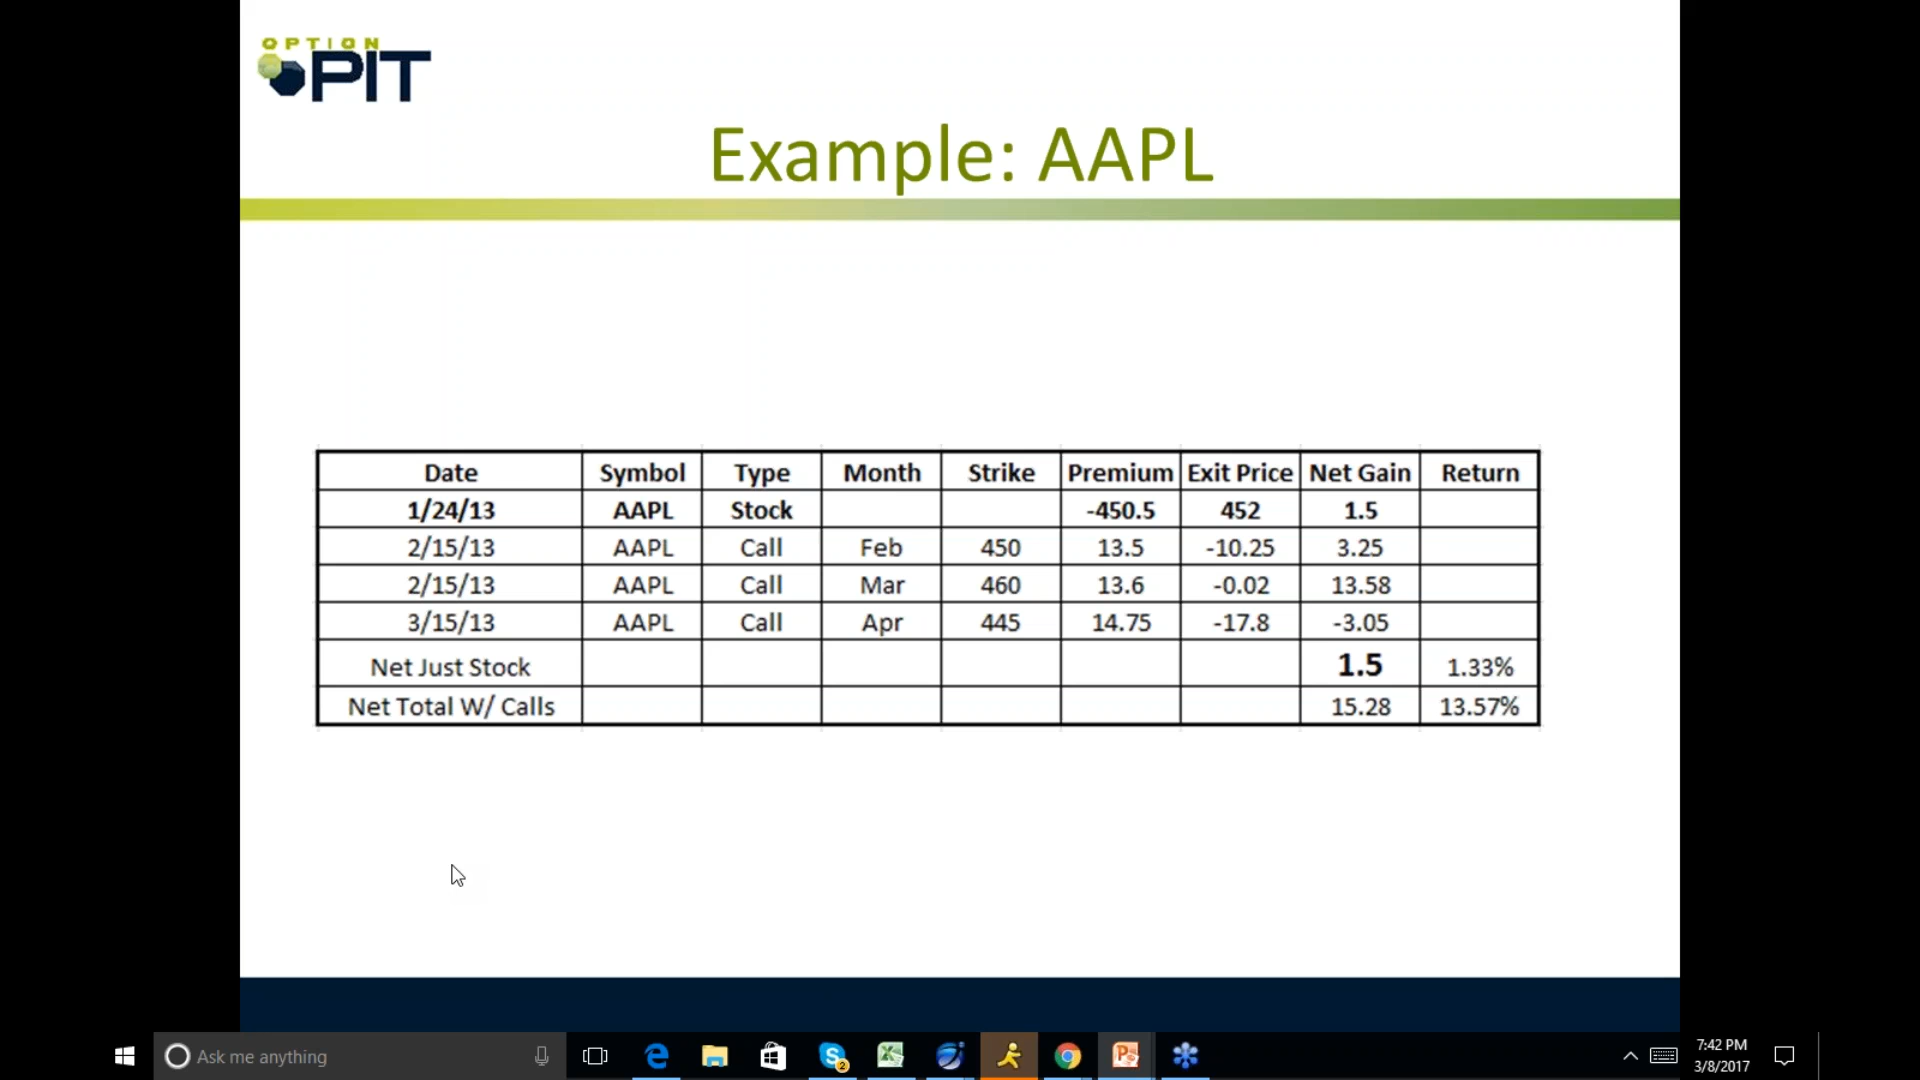 OPTION
PIT
Example: AAPL
Date Symbol Type Month Strike Premium Exit Price Net Gain Return
1/24/13 AAPL Stock -450.5 452 1.5
2/15/13 AAPL Call Feb 450 13.5 -10.25 3.25
2/15/13 AAPL Call Mar 460 13.6 -0.02 13.58
3/15/13 AAPL Call Apr 445 14.75 -17.8 -3.05
Net Just Stock 1.5 1.33%
Net Total W/ Calls 15.28 13.57%
Ask me anything
2
7:42 PM
3/8/2017